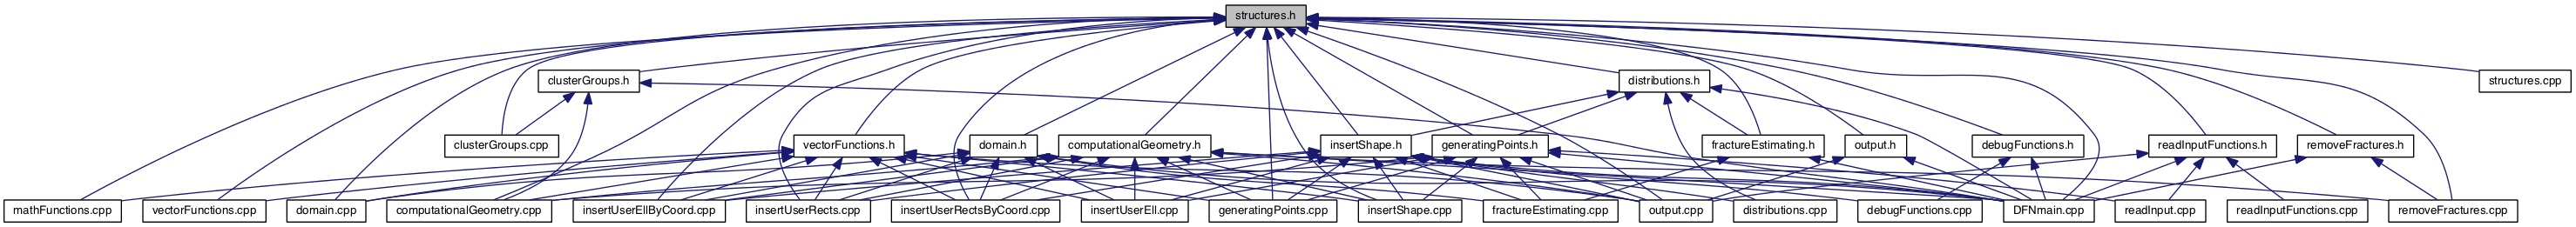 structures.h
clusterGroups.h
distributions.h
structures.cpp
clusterGroups.cpp
vectorFunctions.h
domain.h
computationalGeometry.h
insertShape.h
generatingPoints.h
fractureEstimating.h
output.h
debugFunctions.h
readInputFunctions.h
removeFractures.h
mathFunctions.cpp
vectorFunctions.cpp
domain.cpp
computationalGeometry.cpp
insertUserEllByCoord.cpp
insertUserRects.cpp
insertUserRectsByCoord.cpp
insertUserEll.cpp
generatingPoints.cpp
insertShape.cpp
fractureEstimating.cpp
output.cpp
distributions.cpp
debugFunctions.cpp
DFNmain.cpp
readInput.cpp
readInputFunctions.cpp
removeFractures.cpp